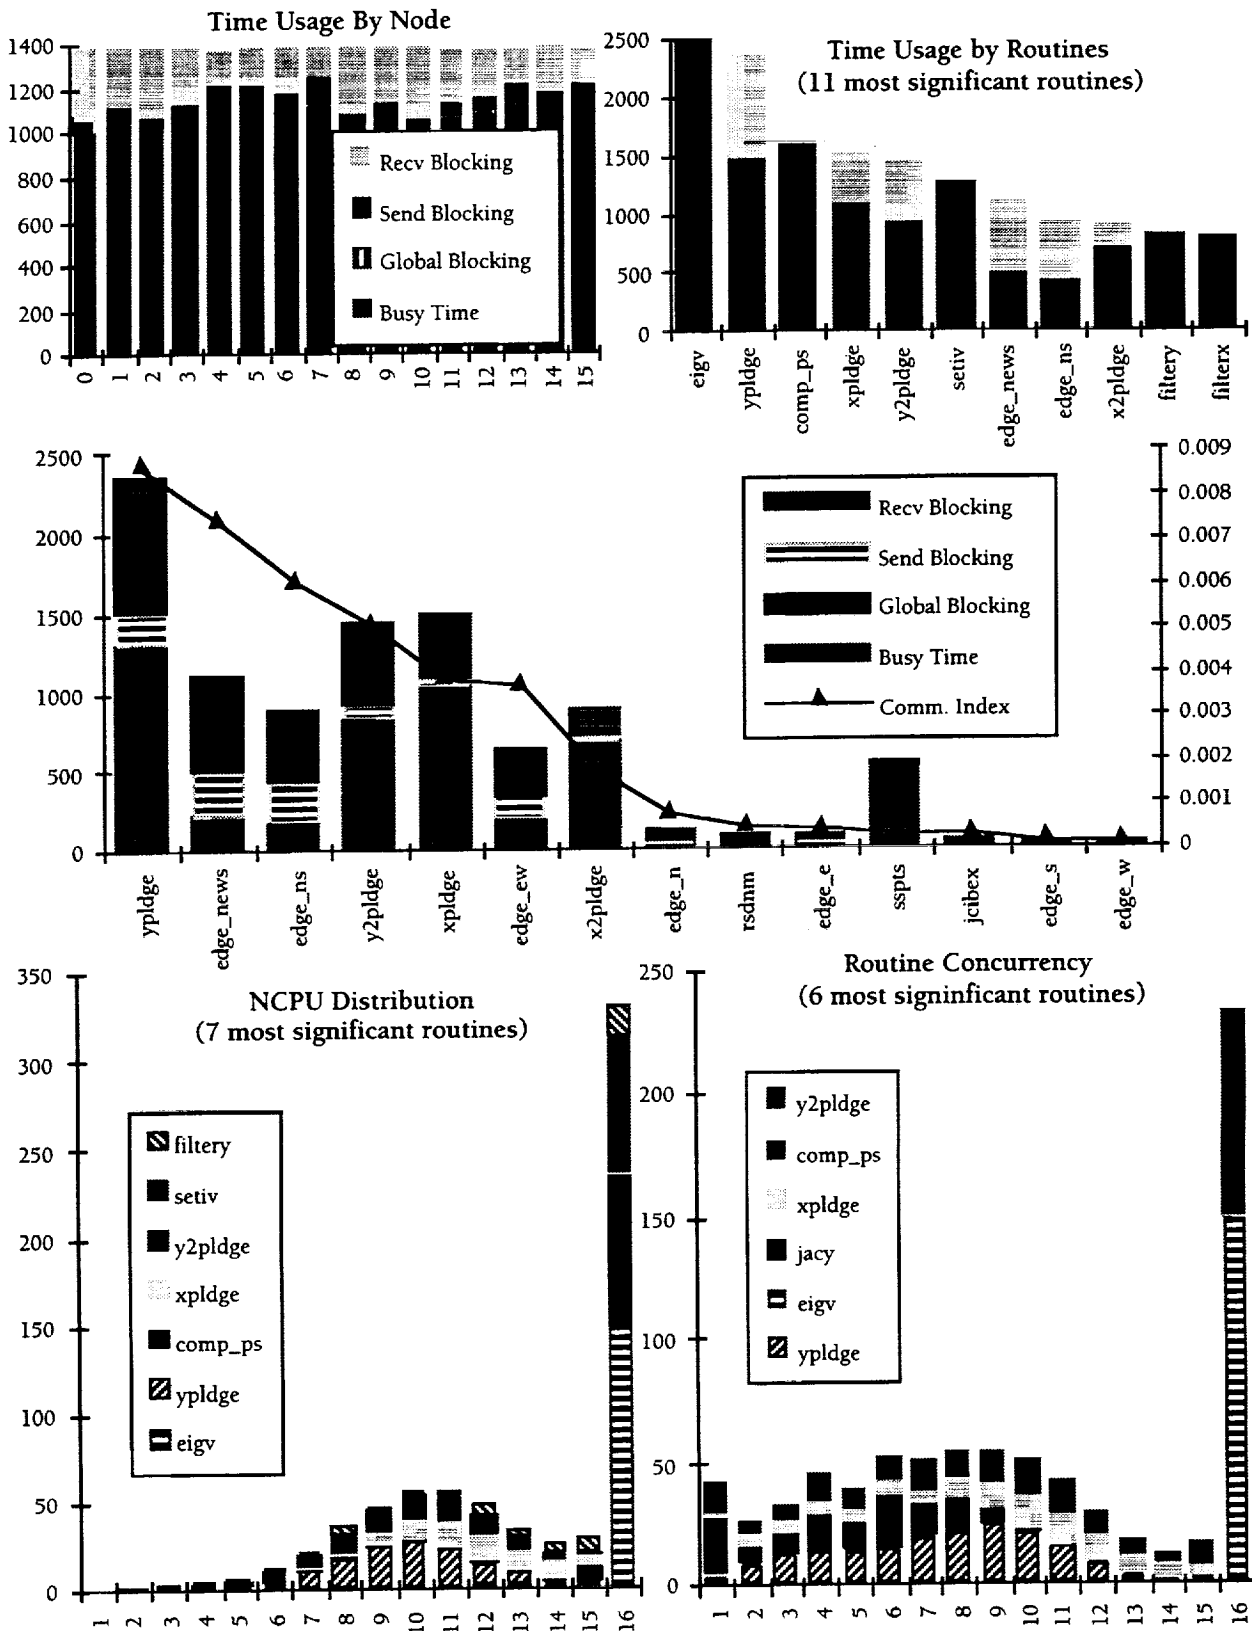 Time Usage By Node
1400
1200
1000
800
600
400
200
0
Recv Blocking
Send Blocking
Global Blocking
Busy Time
0 1 2 3 4 5 6 7 8 9 10 11 12 13 14 15
Time Usage by Routines
(11 most significant routines)
2500
2000
1500
1000
500
0
eigv ypldge comp_ps xpldge y2pldge setiv edge_news edge_ns x2pldge filtery filterx
2500
2000
1500
1000
500
0
Recv Blocking
Send Blocking
Global Blocking
Busy Time
Comm. Index
0.009
0.008
0.007
0.006
0.005
0.004
0.003
0.002
0.001
0
ypldge edge_news edge_ns y2pldge xpldge edge_ew x2pldge edge_n rsdnm edge_e sspts jcibex edge_s edge_w
NCPU Distribution
(7 most significant routines)
350
300
250
200
150
100
50
0
filtery
setiv
y2pldge
xpldge
comp_ps
ypldge
eigv
1 2 3 4 5 6 7 8 9 10 11 12 13 14 15 16
Routine Concurrency
(6 most signinficant routines)
250
200
150
100
50
0
y2pldge
comp_ps
xpldge
jacy
eigv
ypldge
1 2 3 4 5 6 7 8 9 10 11 12 13 14 15 16